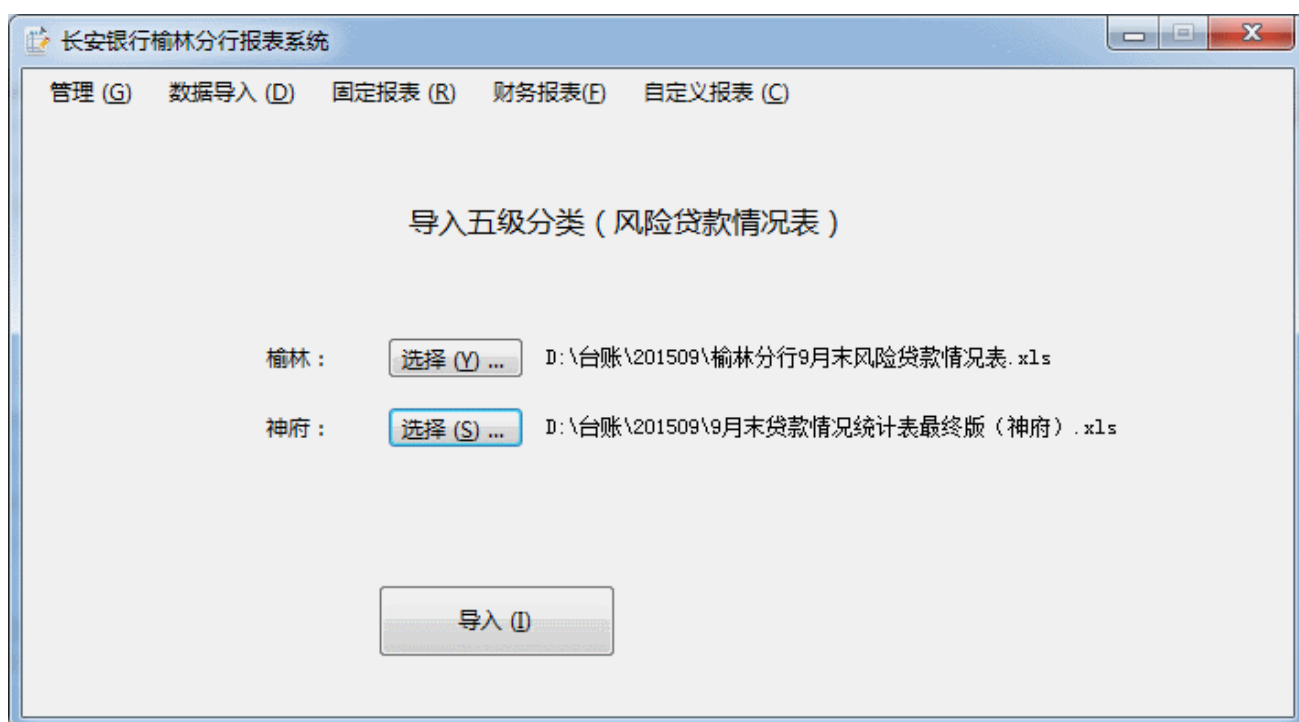 长安银行榆林分行报表系统
管理 (G) 数据导入 (D) 固定报表 (R) 财务报表(F) 自定义报表 (C)
导入五级分类（风险贷款情况表）
榆林： 选择 (Y) ... D:\台账\201509\榆林分行9月末风险贷款情况表.xls
神府： 选择 (S) ... D:\台账\201509\9月末贷款情况统计表最终版（神府）.xls
导入 (I)